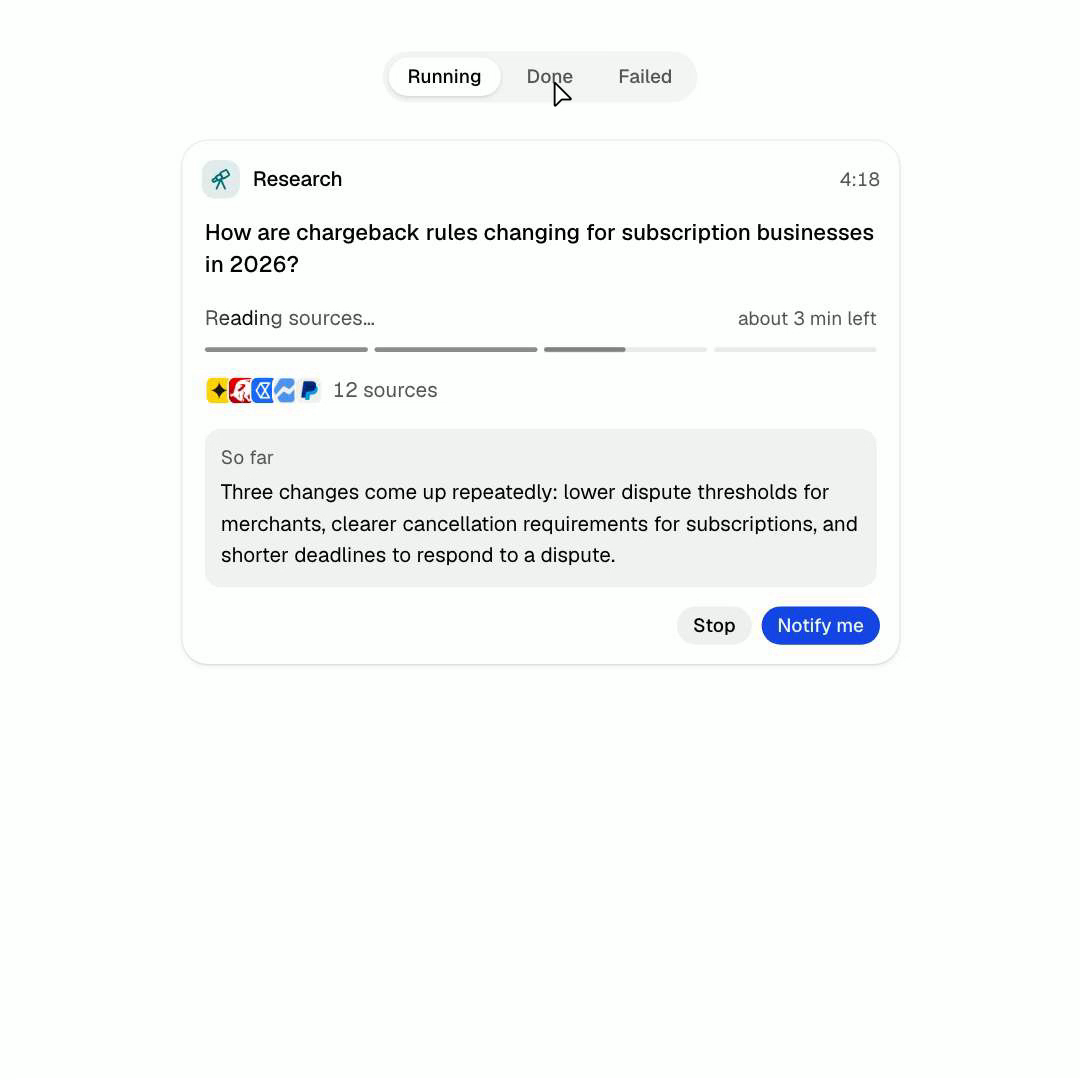 Running
Done
Failed
Research
4:18
How are chargeback rules changing for subscription businesses
in 2026?
Reading sources…
about 3 min left
12 sources
So far
Three changes come up repeatedly: lower dispute thresholds for
merchants, clearer cancellation requirements for subscriptions, and
shorter deadlines to respond to a dispute.
Stop
Notify me